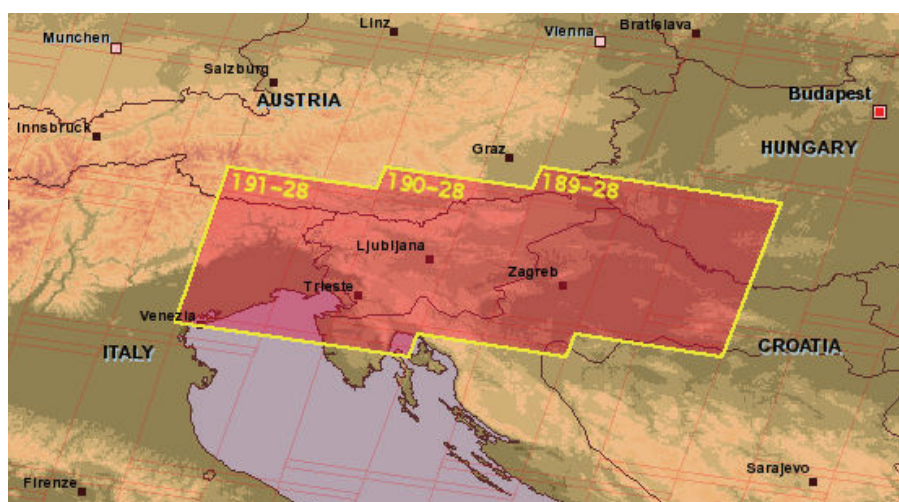 Linz
Bratislava
Vienna
Munchen
Salzburg
AUSTRIA
Budapest
Innsbruck
HUNGARY
Graz
191-28
190-28
189-28
Ljubljana
Zagreb
Trieste
Venezia
ITALY
CROATIA
Sarajevo
Firenze